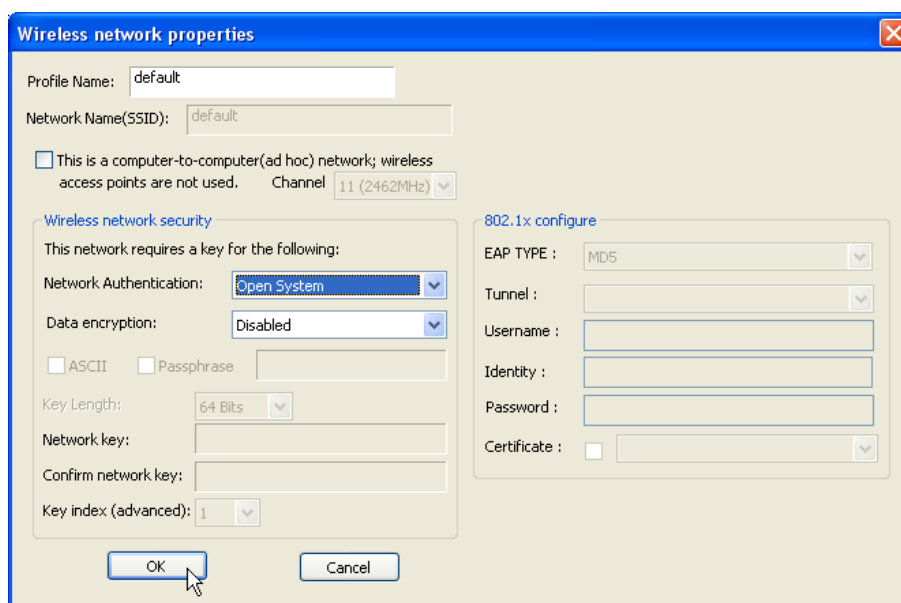 Wireless network properties
Profile Name: default
Network Name(SSID): default
This is a computer-to-computer(ad hoc) network; wireless
access points are not used. Channel 11 (2462MHz)
Wireless network security
This network requires a key for the following:
Network Authentication: Open System
Data encryption: Disabled
ASCII Passphrase
Key Length: 64 Bits
Network key:
Confirm network key:
Key index (advanced): 1
802.1x configure
EAP TYPE : MD5
Tunnel :
Username :
Identity :
Password :
Certificate :
OK Cancel